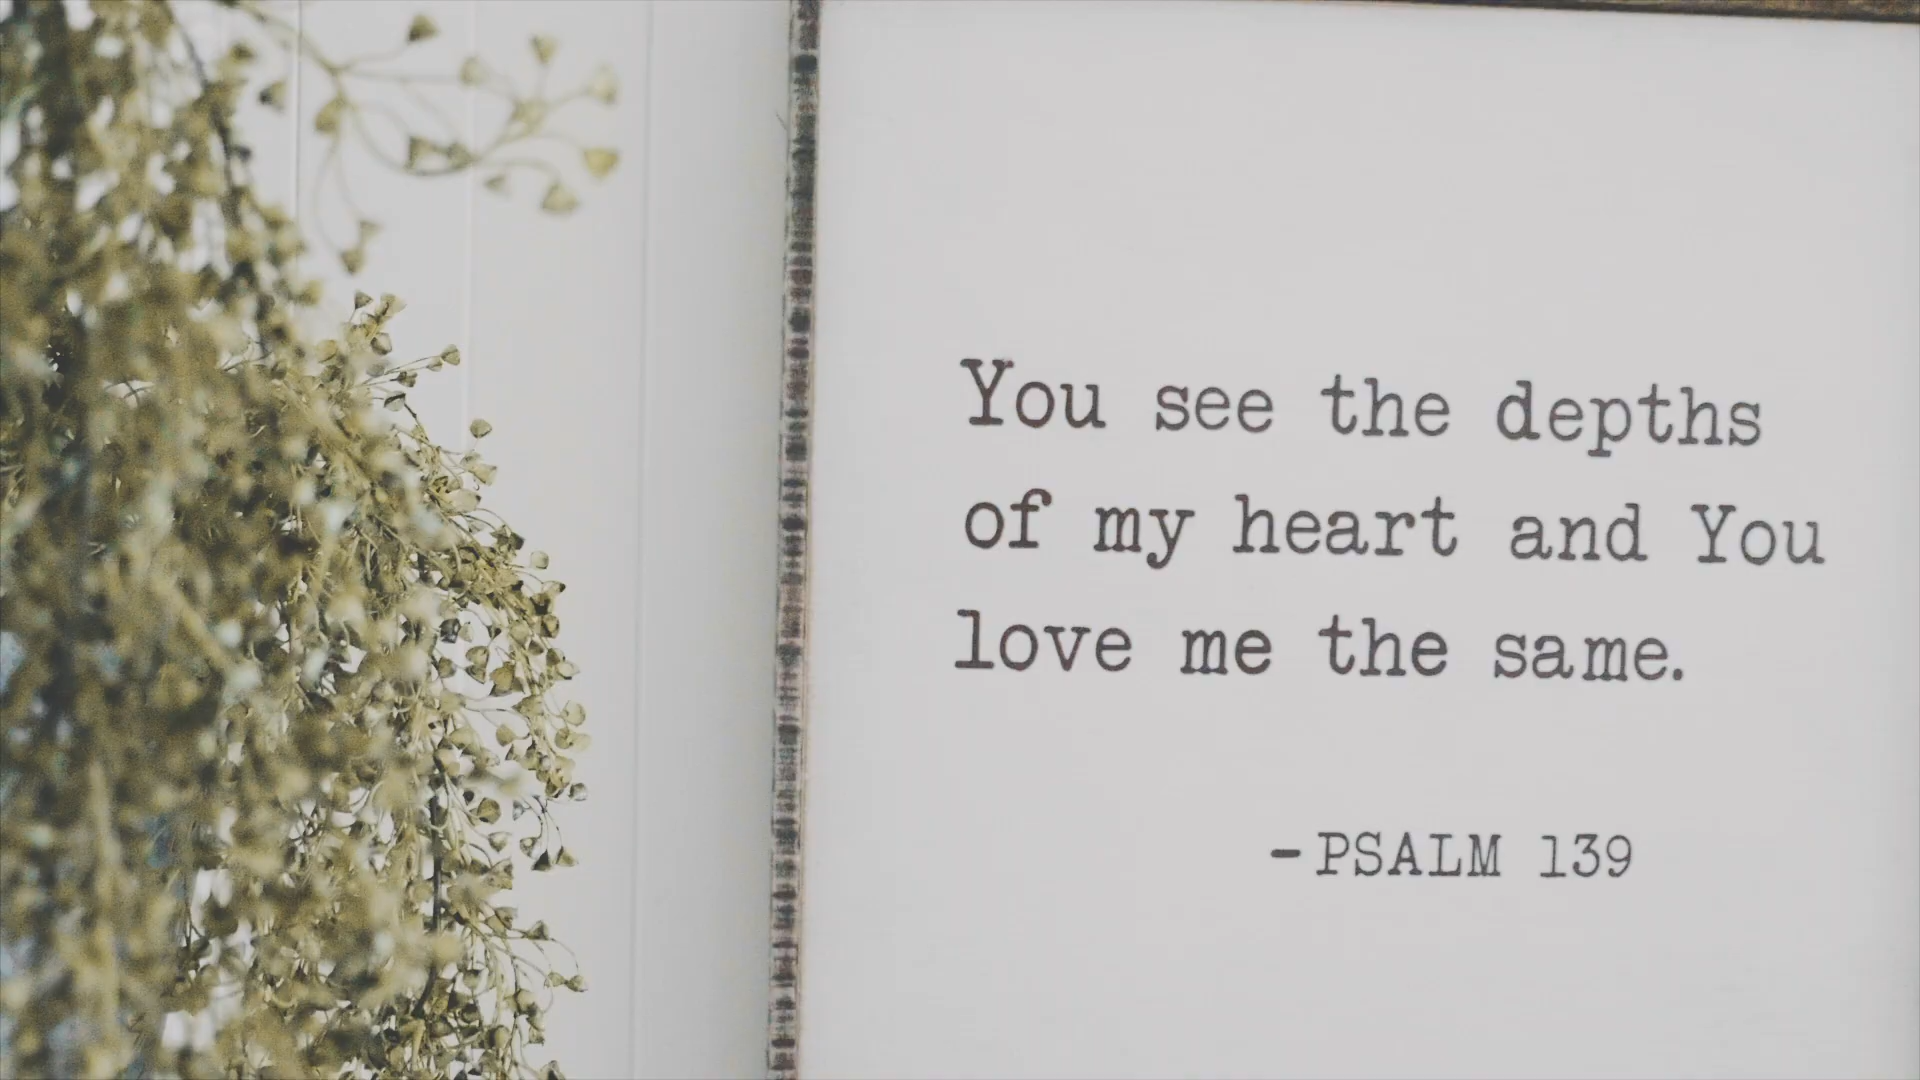 You see the depths
of my heart and You
love me the same.
-PSALM 139